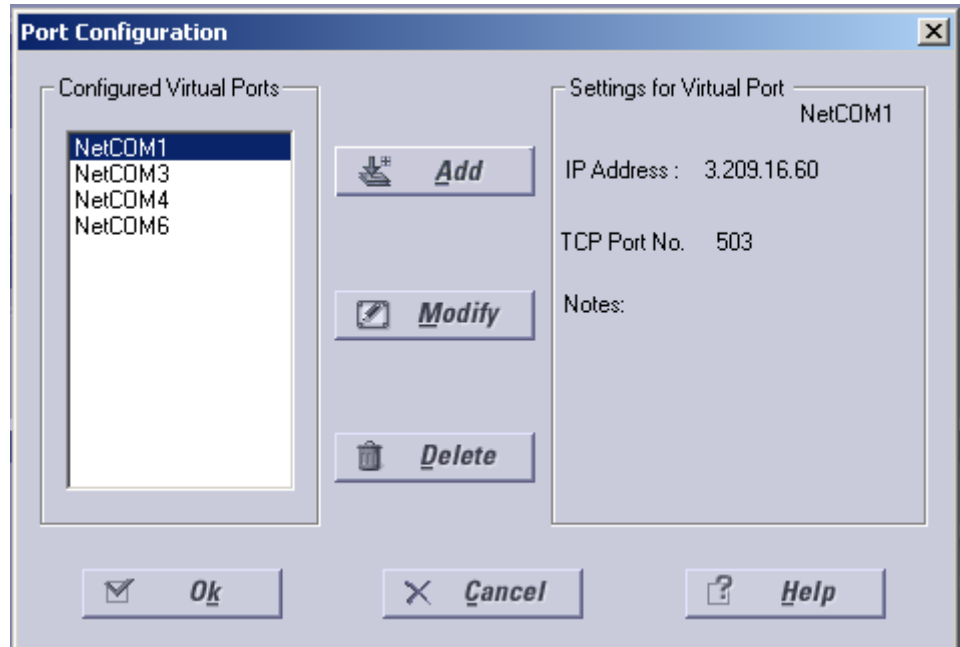 Port Configuration
Configured Virtual Ports
NetCOM1
NetCOM3
NetCOM4
NetCOM6
Add
Modify
Delete
Settings for Virtual Port
NetCOM1
IP Address : 3.209.16.60
TCP Port No. 503
Notes:
Ok
Cancel
Help